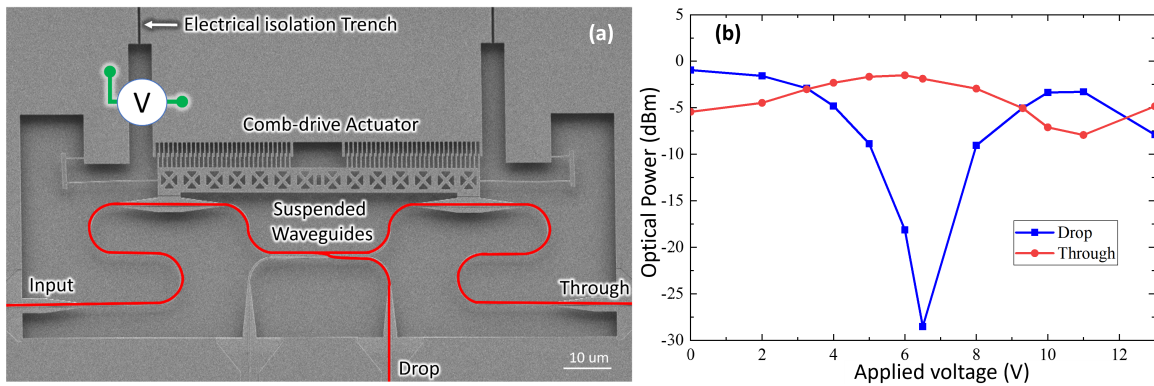 Electrical isolation Trench
(a)
V
Comb-drive Actuator
Suspended
Waveguides
Input
Through
Drop
10 um
(b)
5
0
-5
-10
-15
-20
-25
-30
Optical Power (dBm)
Drop
Through
0 2 4 6 8 10 12
Applied voltage (V)